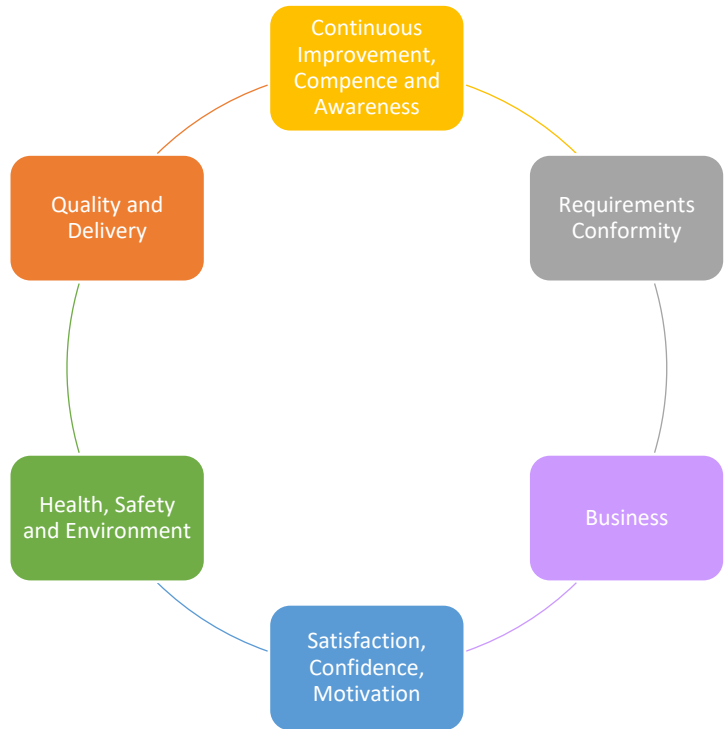 Continuous
Improvement,
Compence and
Awareness
Requirements
Conformity
Business
Satisfaction,
Confidence,
Motivation
Health, Safety
and Environment
Quality and
Delivery